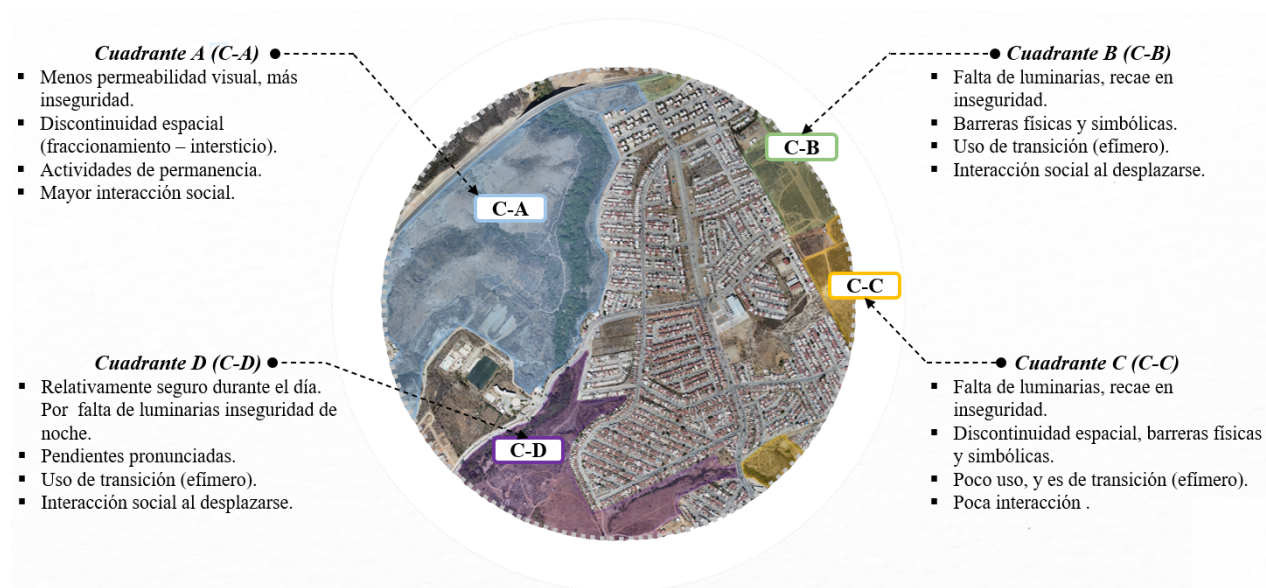 Cuadrante A (C-A)
Menos permeabilidad visual, más
inseguridad.
Discontinuidad espacial
(fraccionamiento – intersticio).
Actividades de permanencia.
Mayor interacción social.
Cuadrante B (C-B)
Falta de luminarias, recae en
inseguridad.
Barreras físicas y simbólicas.
Uso de transición (efímero).
Interacción social al desplazarse.
C-B
C-A
C-C
Cuadrante D (C-D)
Relativamente seguro durante el día.
Por falta de luminarias inseguridad de
noche.
Pendientes pronunciadas.
Uso de transición (efímero).
Interacción social al desplazarse.
C-D
Cuadrante C (C-C)
Falta de luminarias, recae en
inseguridad.
Discontinuidad espacial, barreras físicas
y simbólicas.
Poco uso, y es de transición (efímero).
Poca interacción .